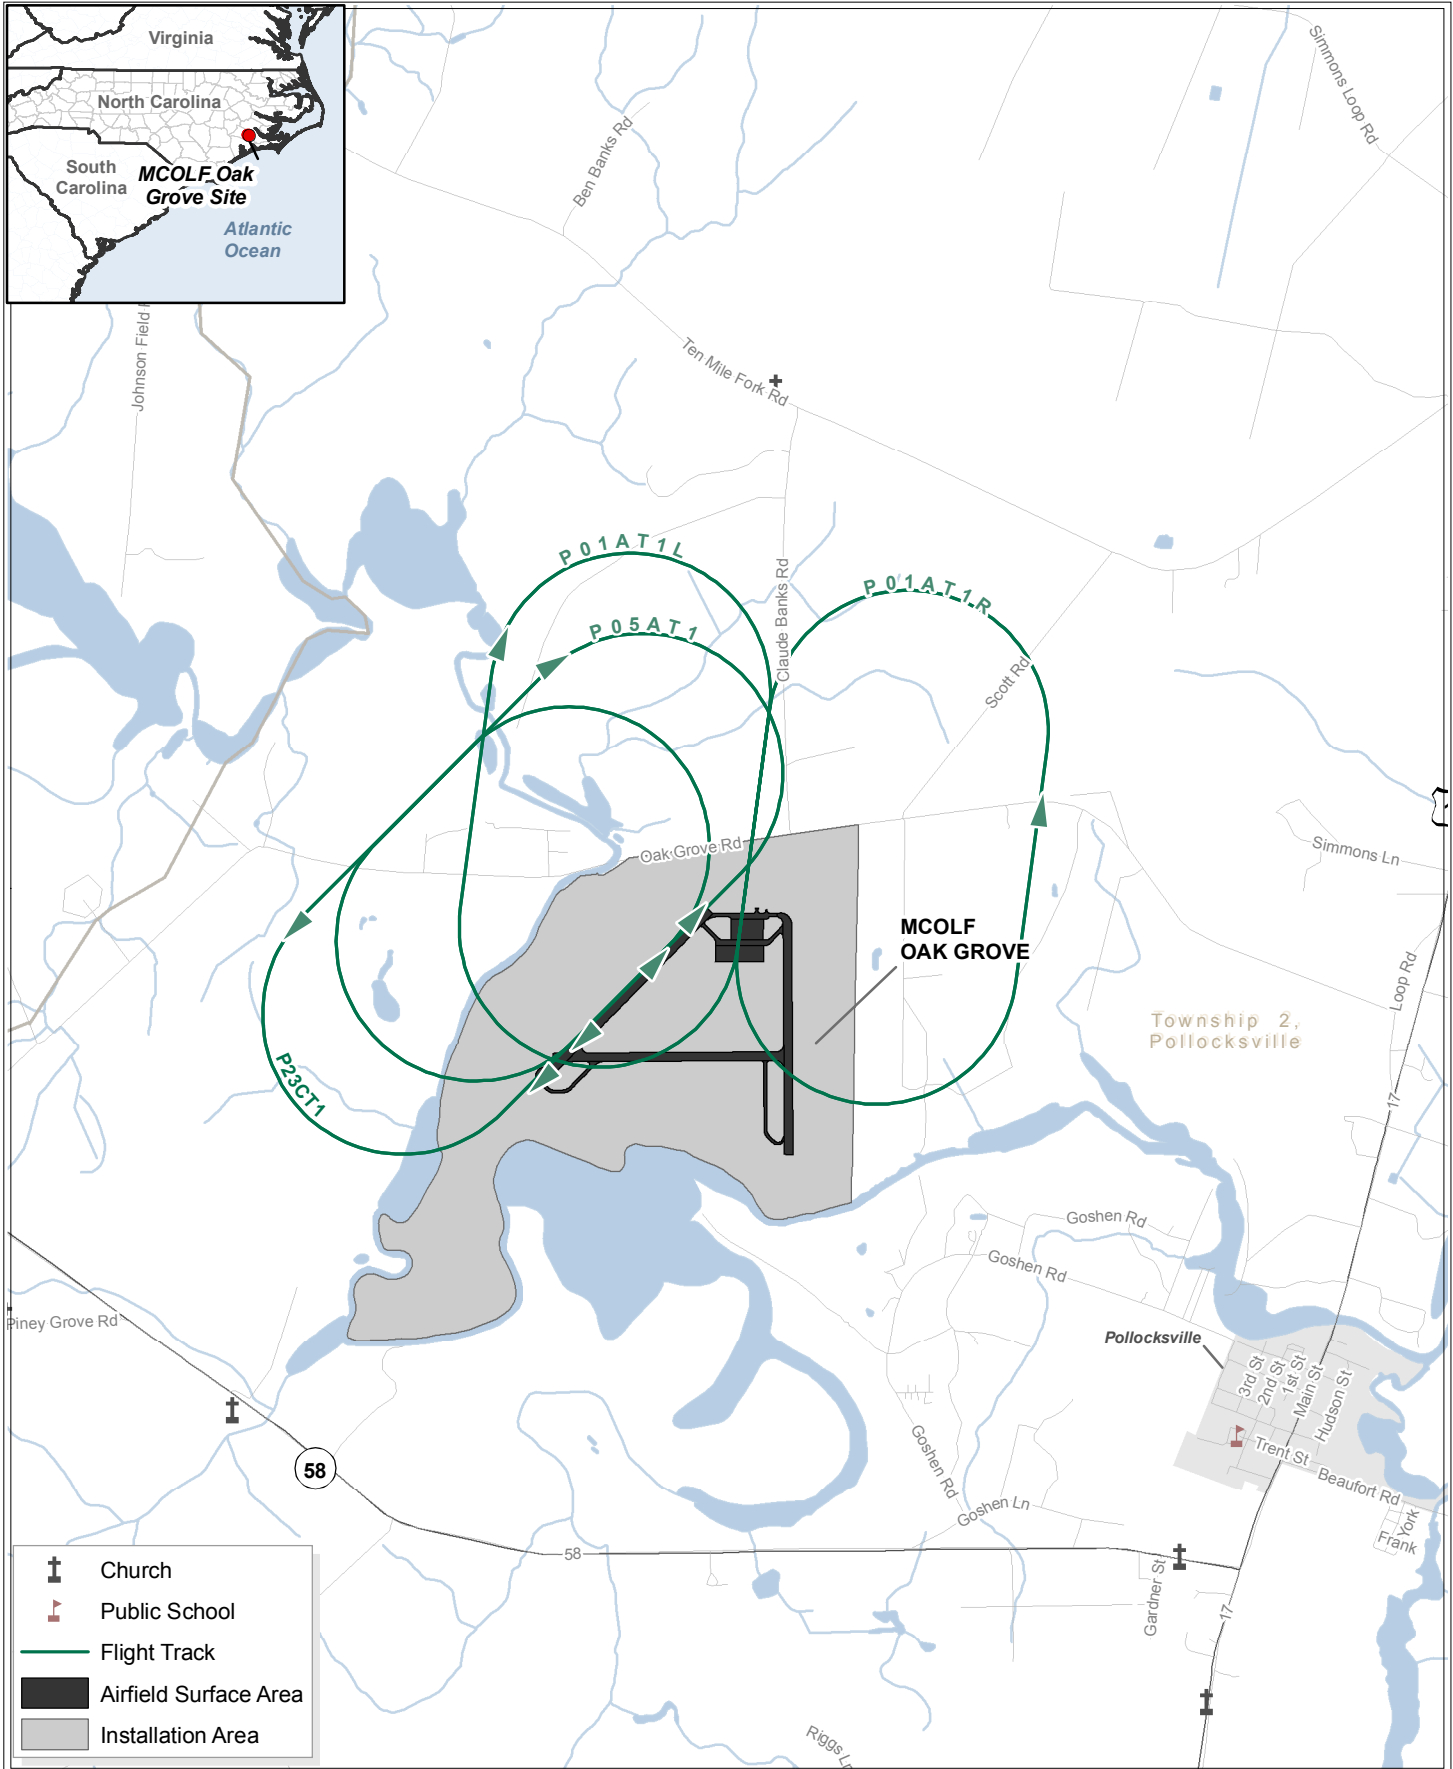 Virginia
North Carolina
South
Carolina
MCOLF Oak
Grove Site
Atlantic
Ocean
Simmons Loop Rd
Ben Banks Rd
Johnson Field
Ten Mile Fork Rd
P01AT1L
P01AT1R
P05AT1
Claude Banks Rd
Scott Rd
Oak Grove Rd
Simmons Ln
MCOLF
OAK GROVE
Loop Rd
Township 2,
Pollocksville
P23CT1
17
Goshen Rd
Goshen Rd
Piney Grove Rd
Pollocksville
3rd St
2nd St
1st St
Main St
Hudson St
Trent St
Beaufort Rd
York
Frank
Goshen Rd
Goshen Ln
58
58
Gardner St
17
Riggs Ln
Church
Public School
Flight Track
Airfield Surface Area
Installation Area